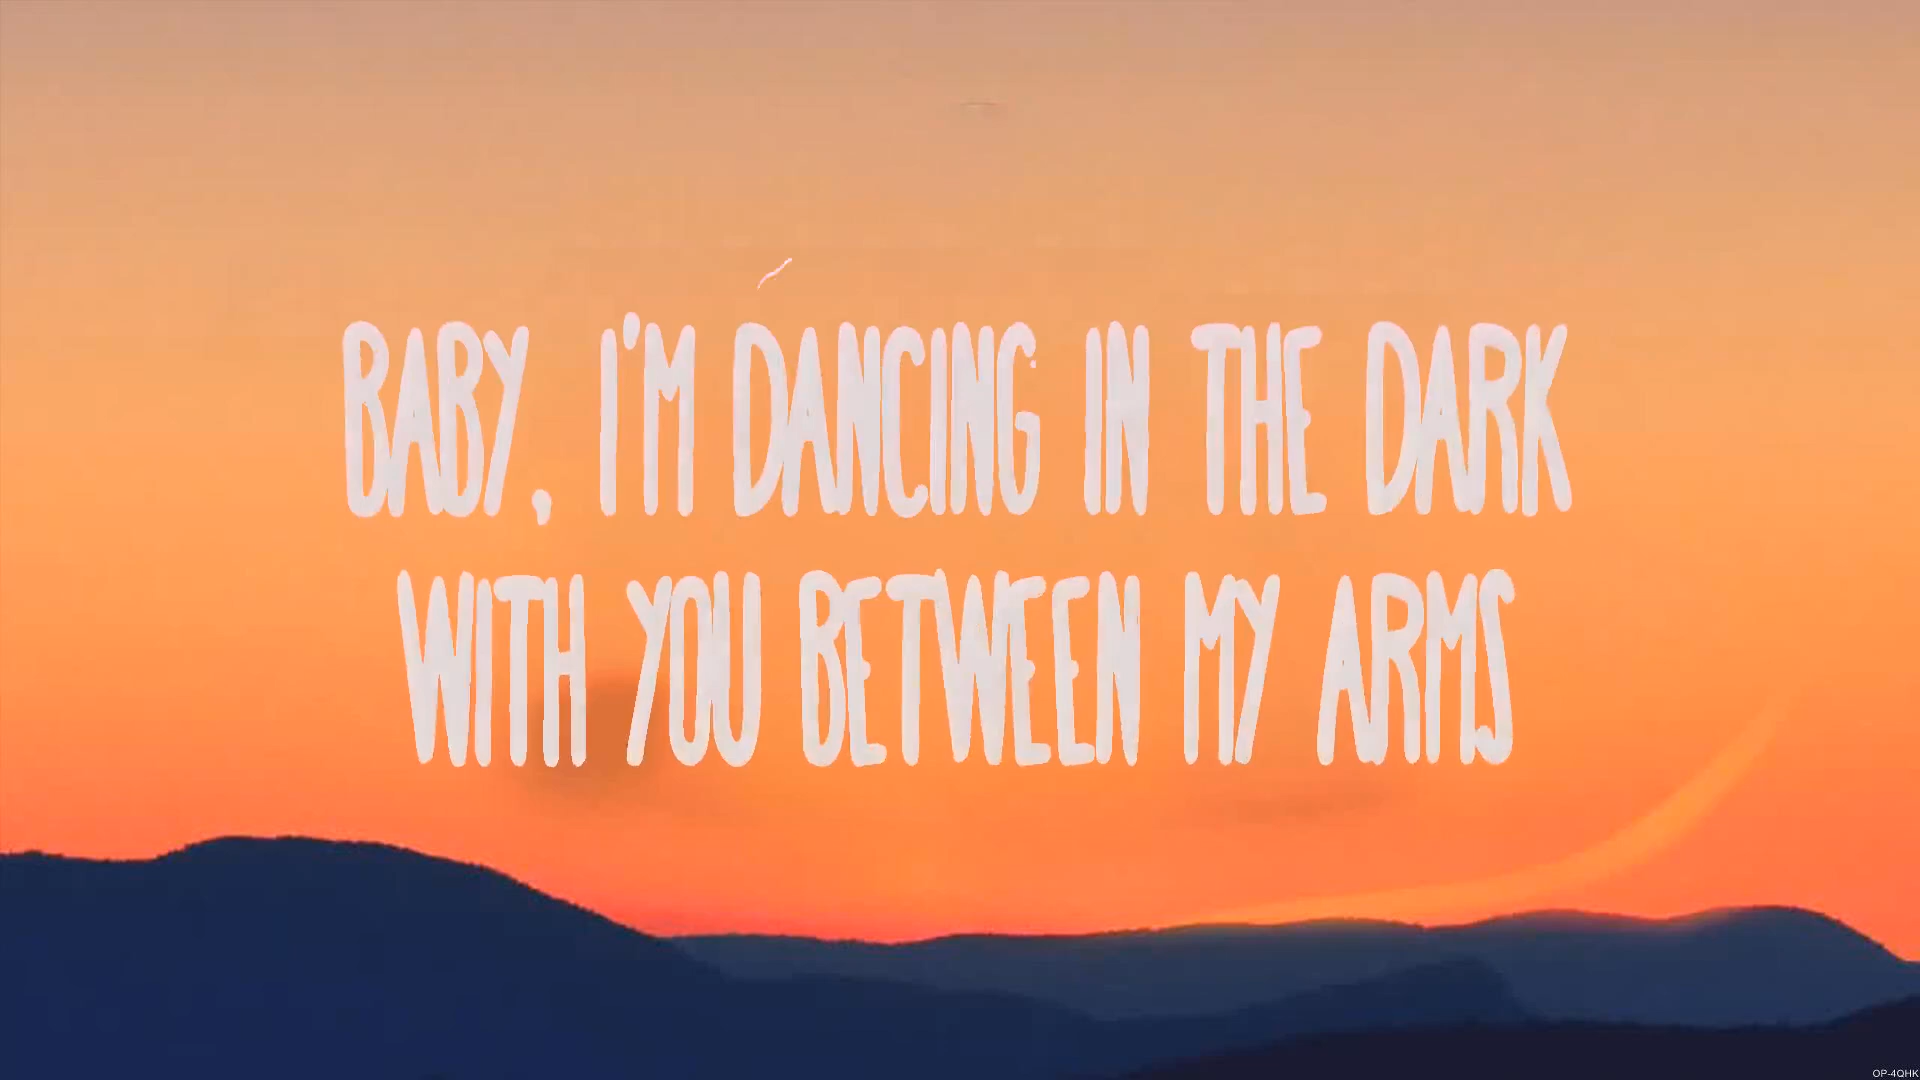 BABY, I'M DANCING IN THE DARK
WITH YOU BETWEEN MY ARMS
OP-4QHK